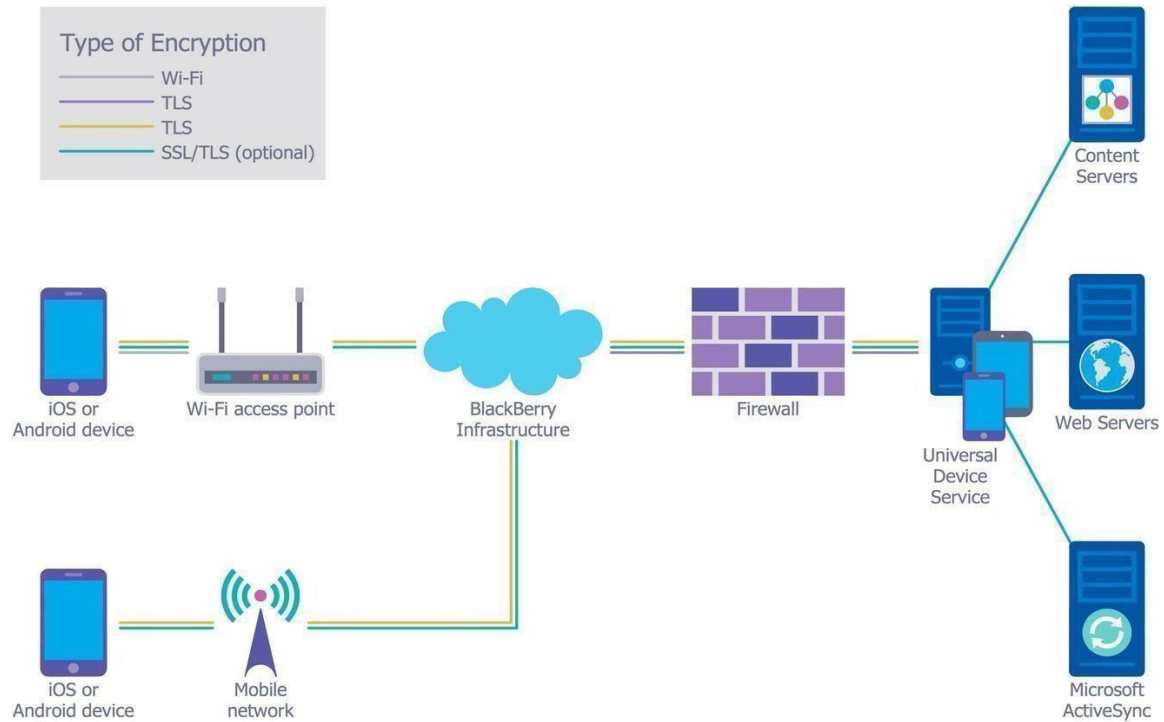 Type of Encryption
Wi-Fi
TLS
TLS
SSL/TLS (optional)
Content
Servers
iOS or
Android device
Wi-Fi access point
BlackBerry
Infrastructure
Firewall
Universal
Device
Service
Web Servers
iOS or
Android device
Mobile
network
Microsoft
ActiveSync